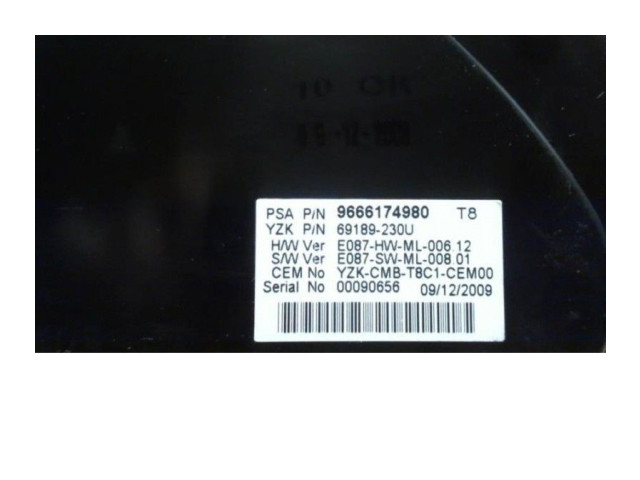 PSA P/N 9666174980 T8
YZK P/N 69189-230U
H/W Ver E087-HW-ML-006.12
S/W Ver E087-SW-ML-008.01
CEM No YZK-CMB-T8C1-CEM00
Serial No 00090656 09/12/2009